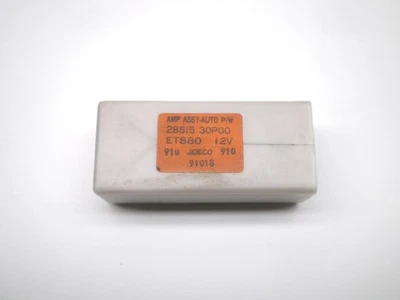 AMP ASSY-AUTO P/W
28515 30P00
ET880 12V
910 JIDECO 910
91018